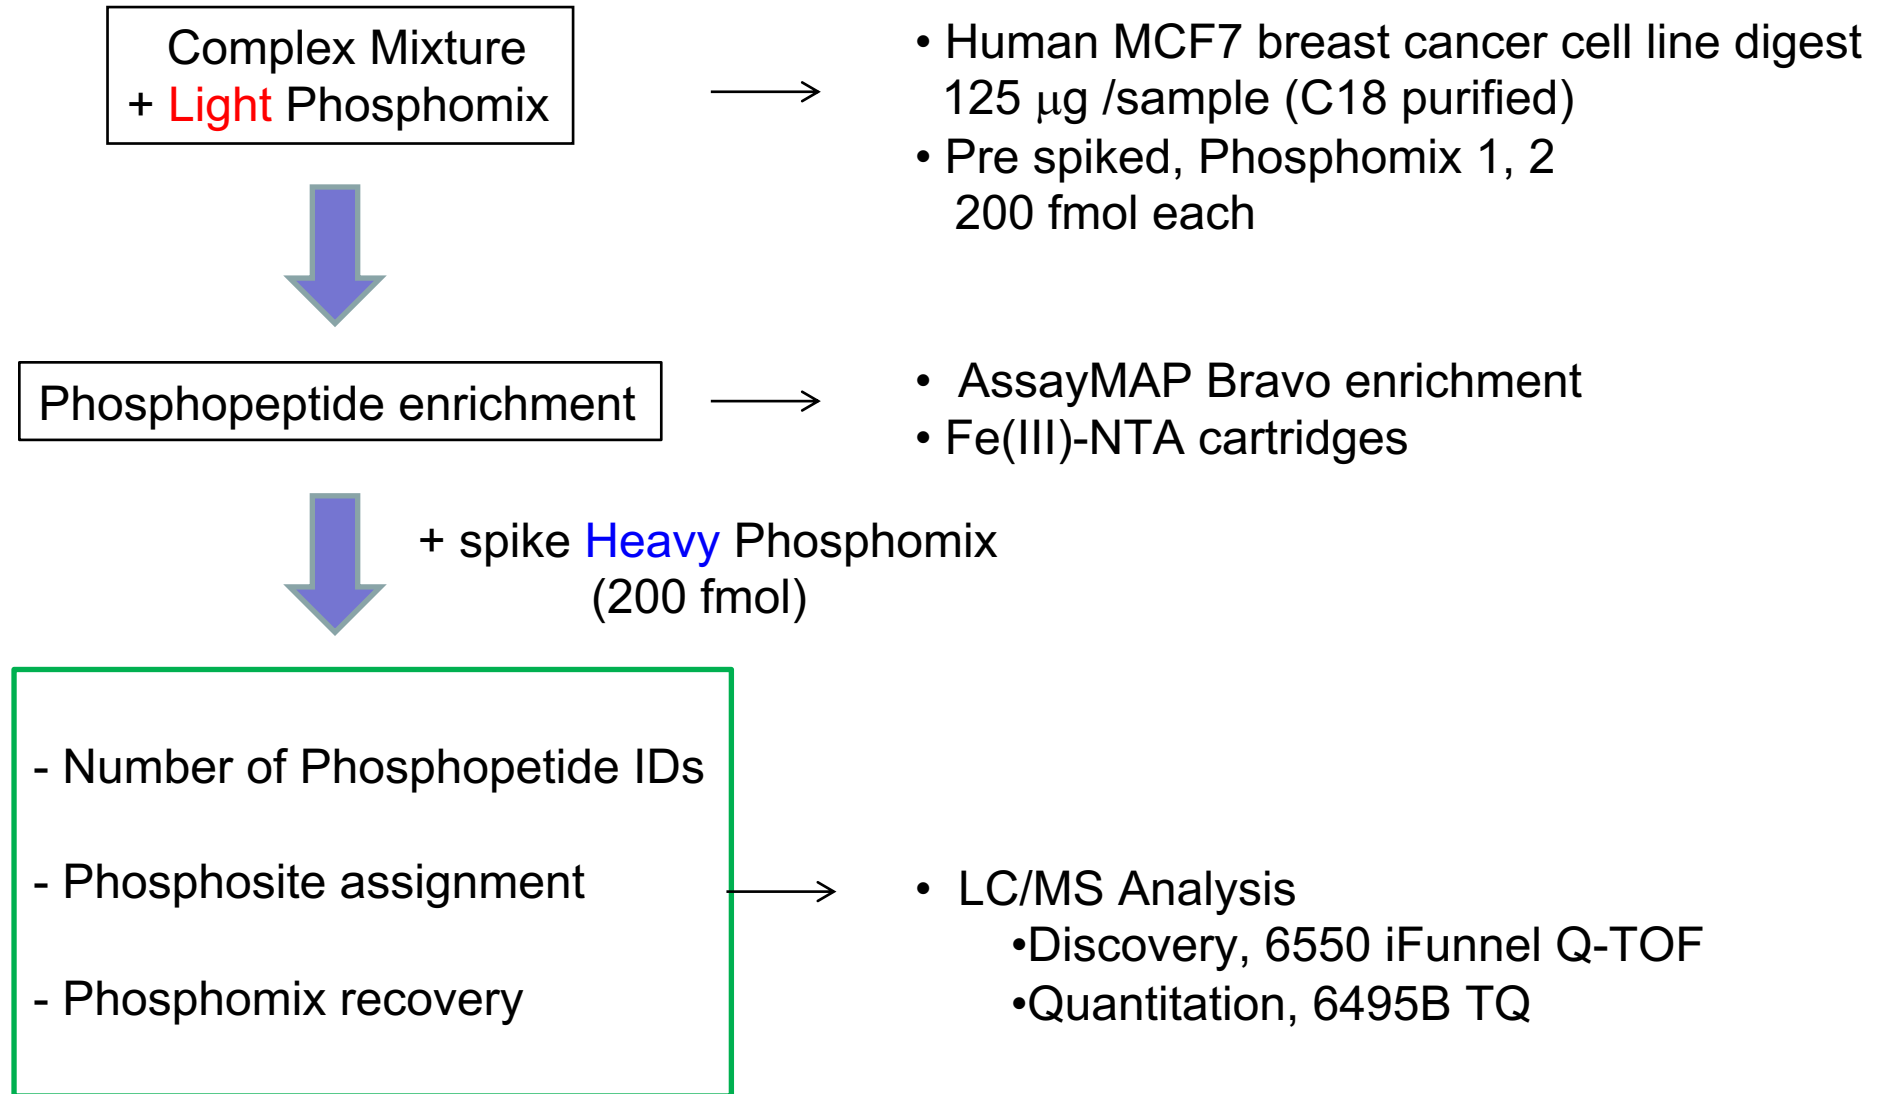 Complex Mixture
+ Light Phosphomix
• Human MCF7 breast cancer cell line digest
125 μg /sample (C18 purified)
• Pre spiked, Phosphomix 1, 2
200 fmol each
Phosphopeptide enrichment
• AssayMAP Bravo enrichment
• Fe(III)-NTA cartridges
+ spike Heavy Phosphomix
(200 fmol)
- Number of Phosphopetide IDs
- Phosphosite assignment
- Phosphomix recovery
• LC/MS Analysis
•Discovery, 6550 iFunnel Q-TOF
•Quantitation, 6495B TQ